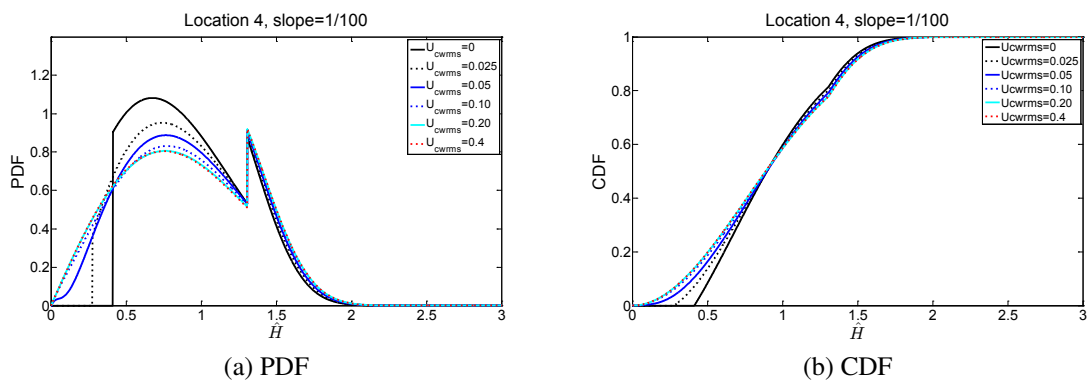 Location 4, slope=1/100
PDF
1.2
1
0.8
0.6
0.4
0.2
0
0 0.5 1 1.5 2 2.5 3
Ĥ
U_cwrms=0
U_cwrms=0.025
U_cwrms=0.05
U_cwrms=0.10
U_cwrms=0.20
U_cwrms=0.4
(a) PDF
Location 4, slope=1/100
CDF
1
0.8
0.6
0.4
0.2
0
0 0.5 1 1.5 2 2.5 3
Ĥ
Ucwrms=0
Ucwrms=0.025
Ucwrms=0.05
Ucwrms=0.10
Ucwrms=0.20
Ucwrms=0.4
(b) CDF